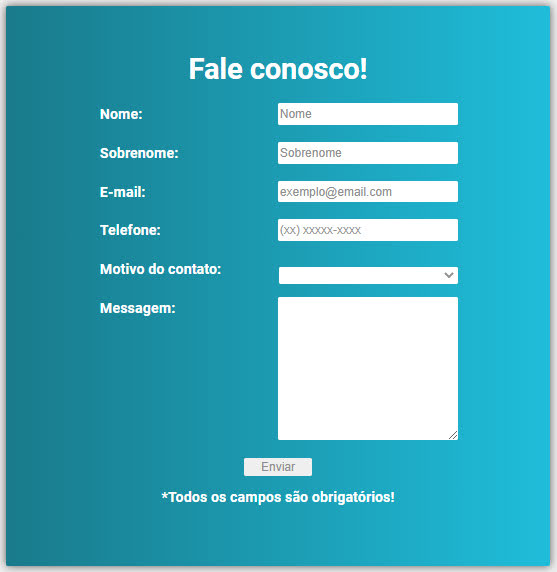 Fale conosco!
Nome: Nome
Sobrenome: Sobrenome
E-mail: exemplo@email.com
Telefone: (xx) xxxxx-xxxx
Motivo do contato:
Messagem:
Enviar
*Todos os campos são obrigatórios!